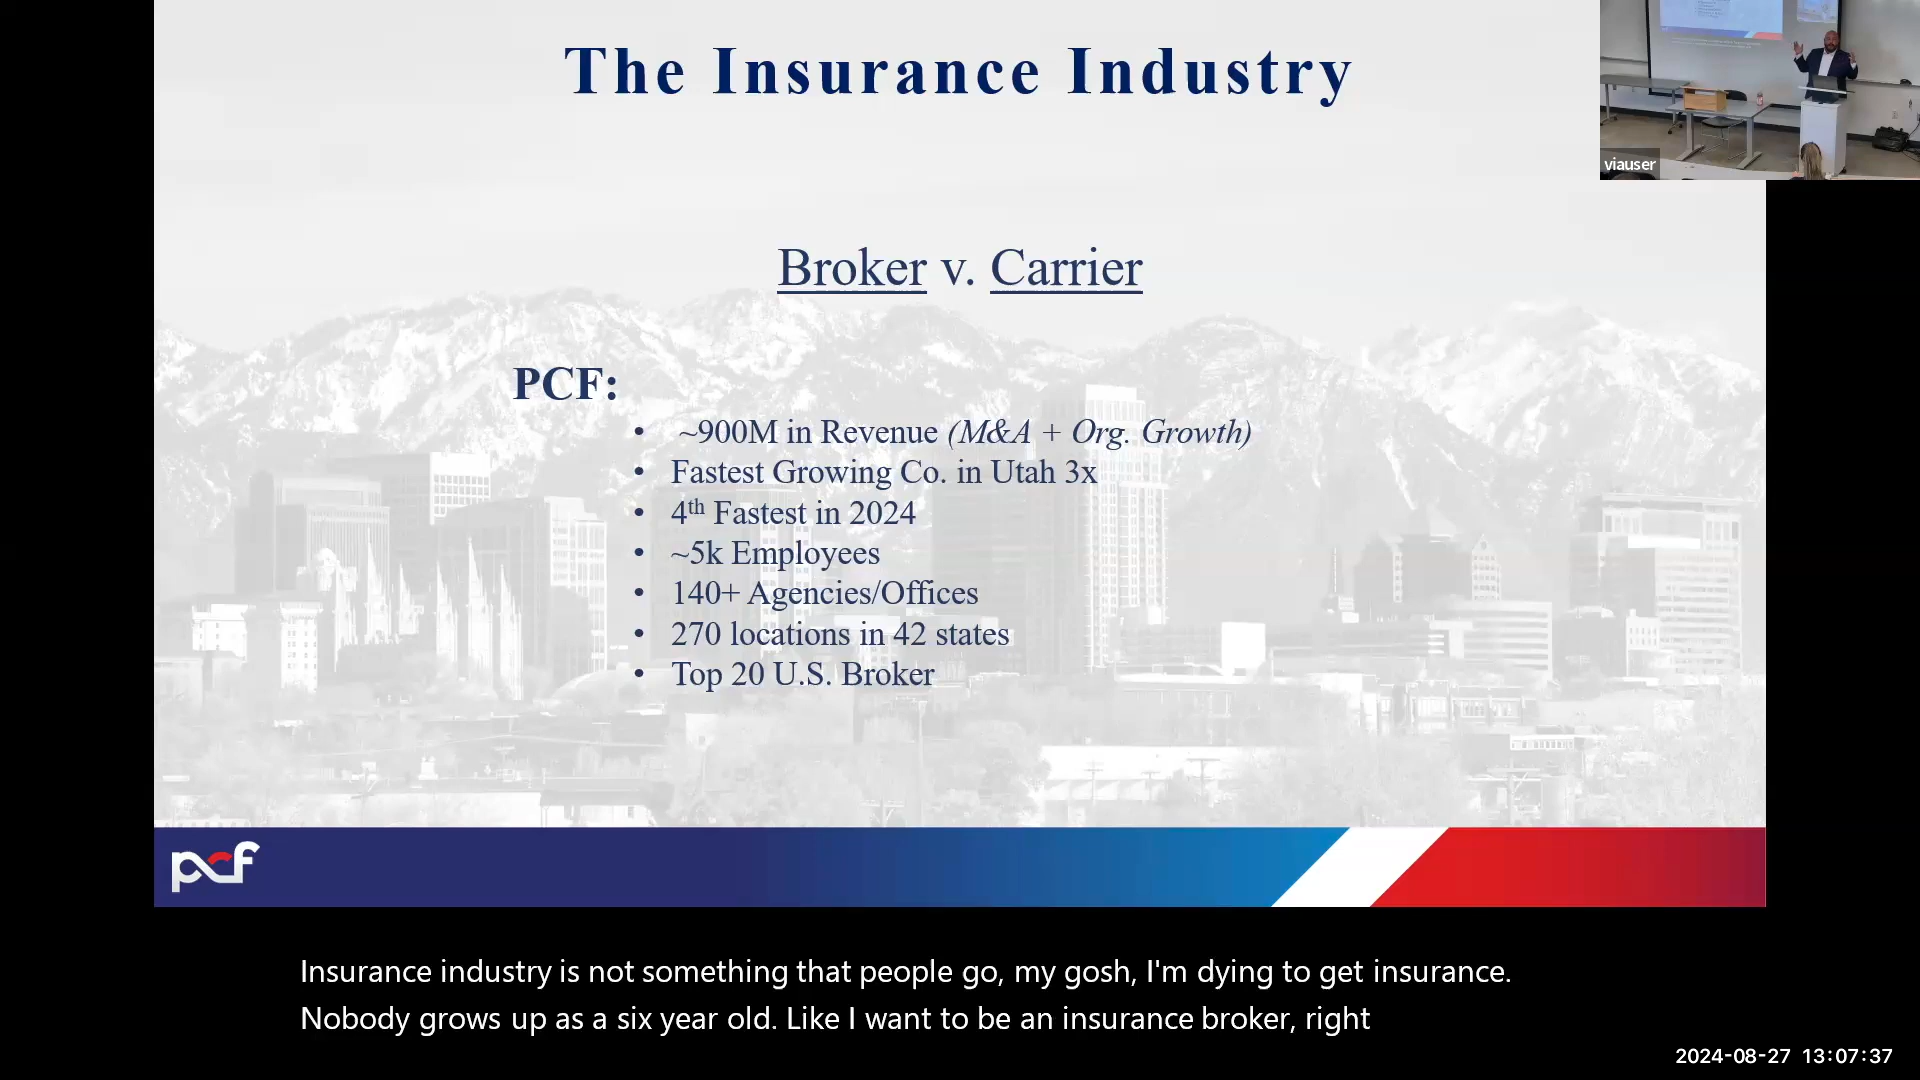 The Insurance Industry
viauser
Broker v. Carrier
PCF:
• ~900M in Revenue (M&A + Org. Growth)
• Fastest Growing Co. in Utah 3x
• 4th Fastest in 2024
• ~5k Employees
• 140+ Agencies/Offices
• 270 locations in 42 states
• Top 20 U.S. Broker
pcf
Insurance industry is not something that people go, my gosh, I'm dying to get insurance.
Nobody grows up as a six year old. Like I want to be an insurance broker, right
2024-08-27 13:07:37